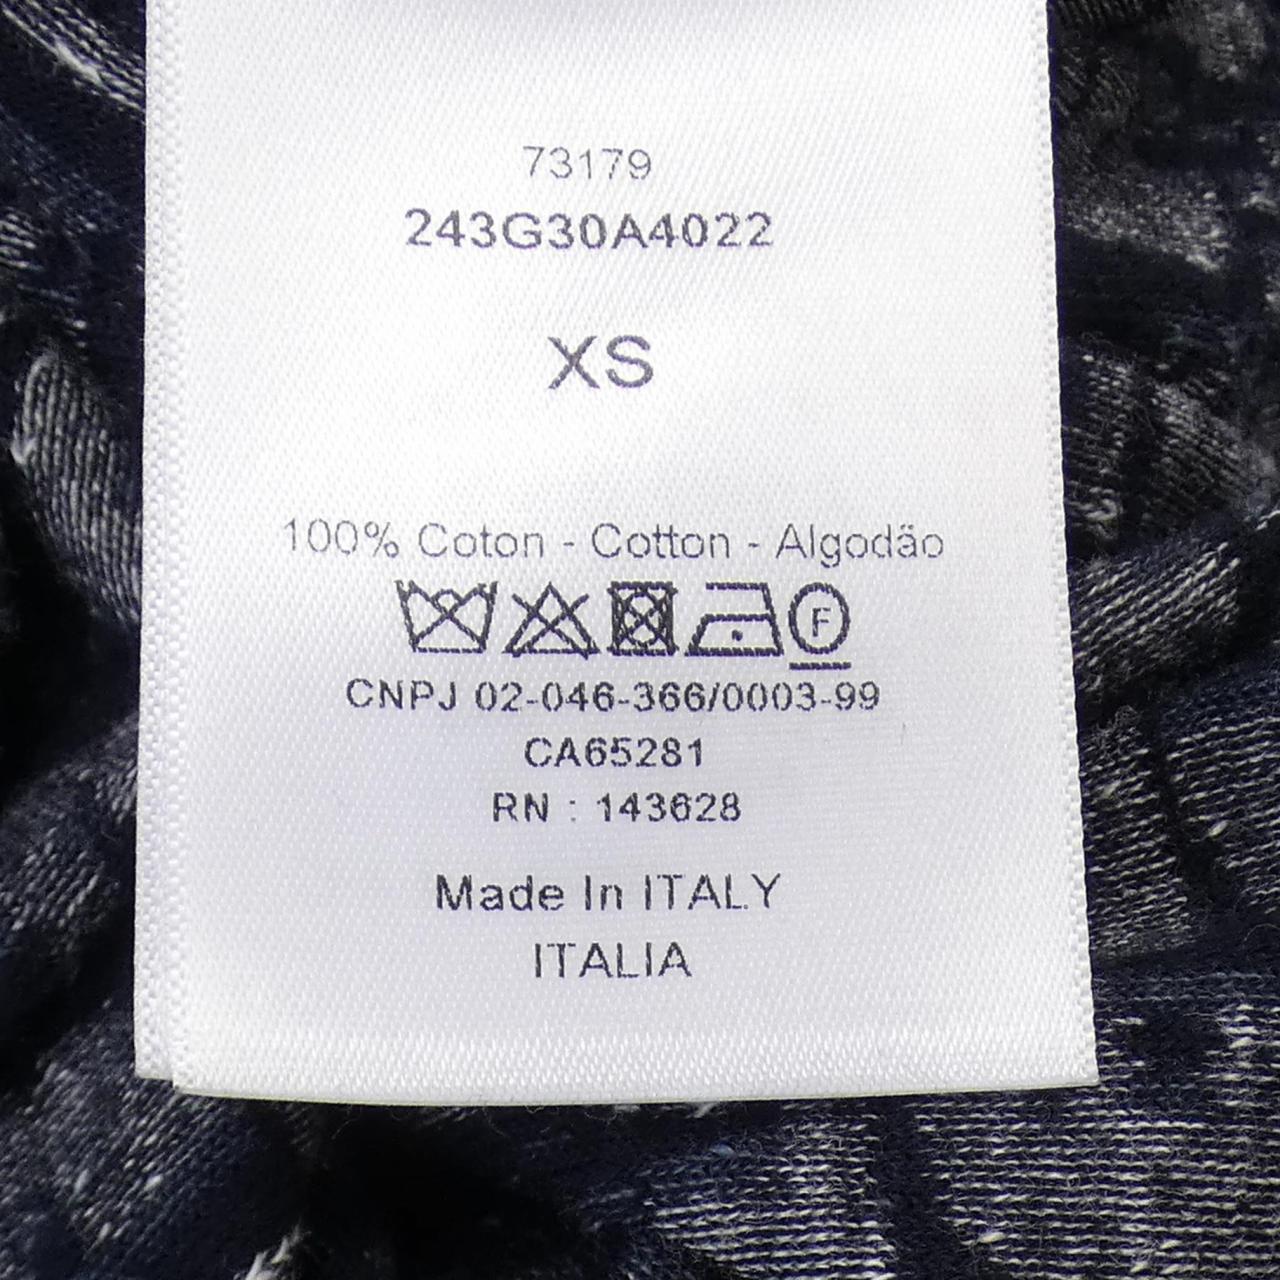 73179
243G30A4022
XS
100% Coton - Cotton - Algodäo
F
CNPJ 02-046-366/0003-99
CA65281
RN : 143628
Made In ITALY
ITALIA